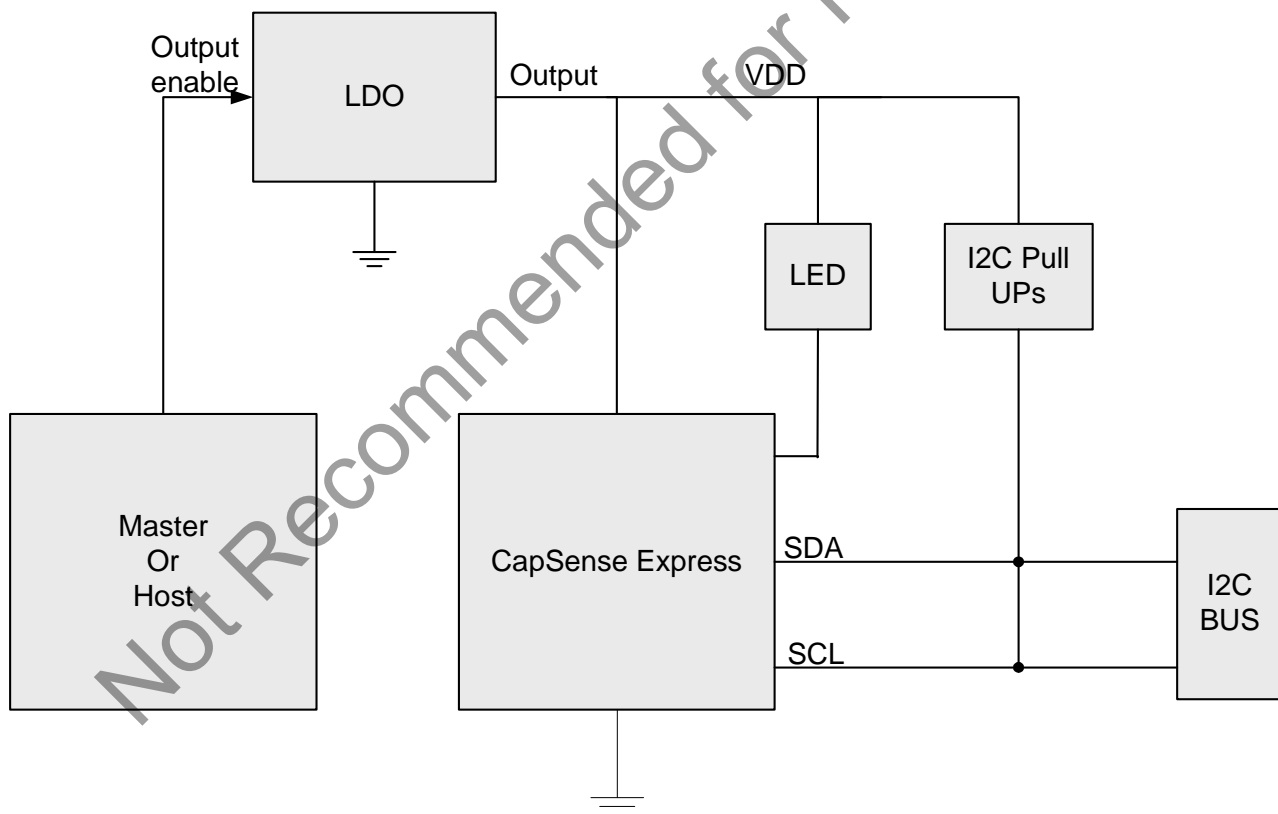 Output
enable
LDO
Output
VDD
LED
I2C Pull
UPs
Master
Or
Host
CapSense Express
SDA
SCL
I2C
BUS
Not Recommended for